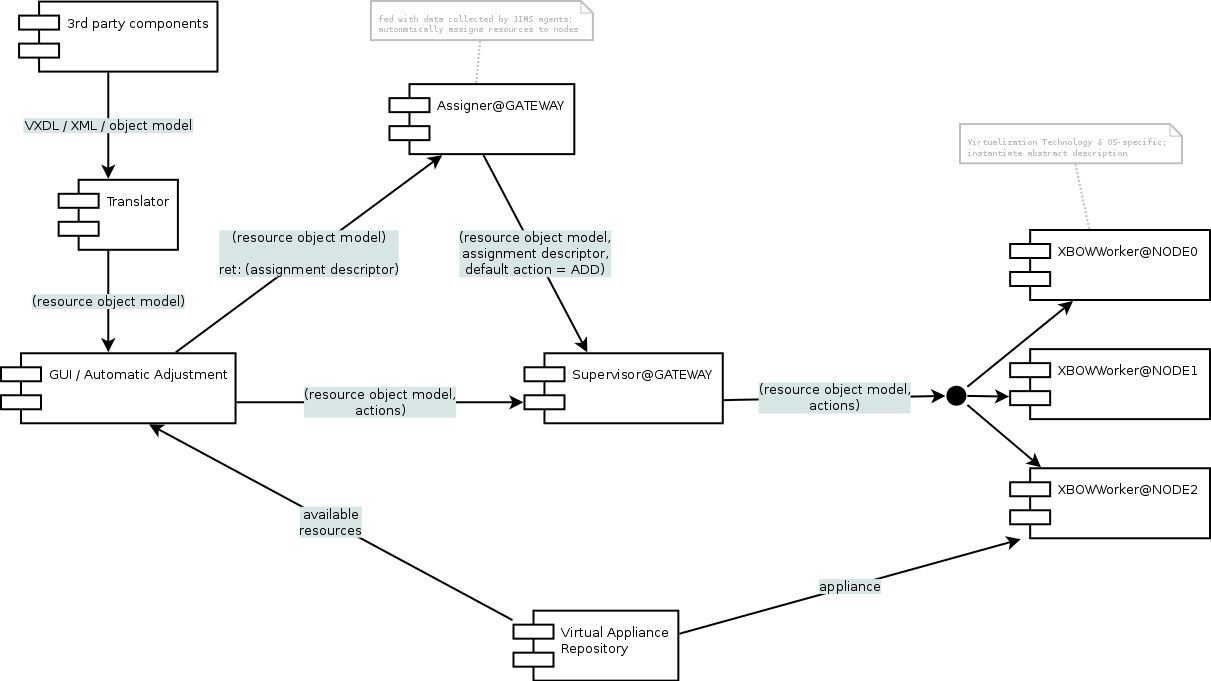 3rd party components
fed with data collected by JIMS agents;
automatically assigns resources to nodes
Assigner@GATEWAY
VXDL / XML / object model
Virtualization Technology & OS-specific;
instantiate abstract description
Translator
(resource object model)
ret: (assignment descriptor)
(resource object model,
assignment descriptor,
default action = ADD)
XBOWWorker@NODE0
(resource object model)
GUI / Automatic Adjustment
Supervisor@GATEWAY
XBOWWorker@NODE1
(resource object model,
actions)
(resource object model,
actions)
XBOWWorker@NODE2
available
resources
appliance
Virtual Appliance
Repository